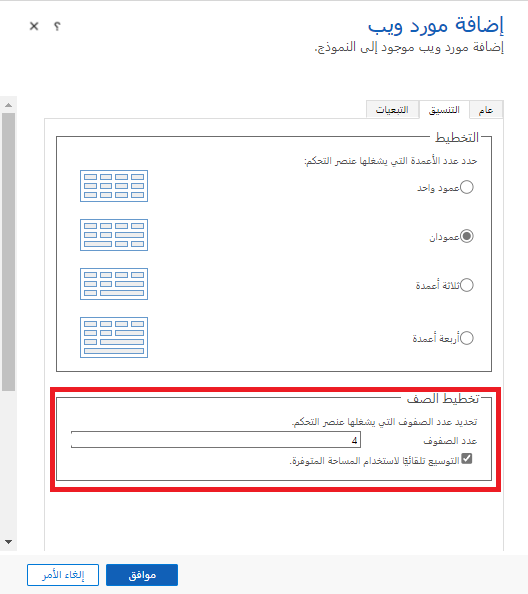 إضافة مورد ويب
؟ ✕
إضافة مورد ويب موجود إلى النموذج.
عام
التنسيق
التبعيات
التخطيط
حدد عدد الأعمدة التي يشغلها عنصر التحكم:
عمود واحد
عمودان
ثلاثة أعمدة
أربعة أعمدة
تخطيط الصف
تحديد عدد الصفوف التي يشغلها عنصر التحكم.
عدد الصفوف 4
التوسيع تلقائيًا لاستخدام المساحة المتوفرة.
موافق
إلغاء الأمر